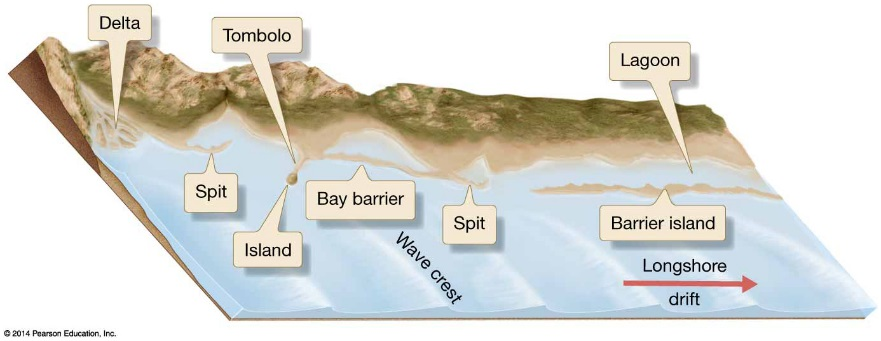 Delta
Tombolo
Lagoon
Spit
Bay barrier
Spit
Barrier island
Island
Wave crest
Longshore
drift
© 2014 Pearson Education, Inc.